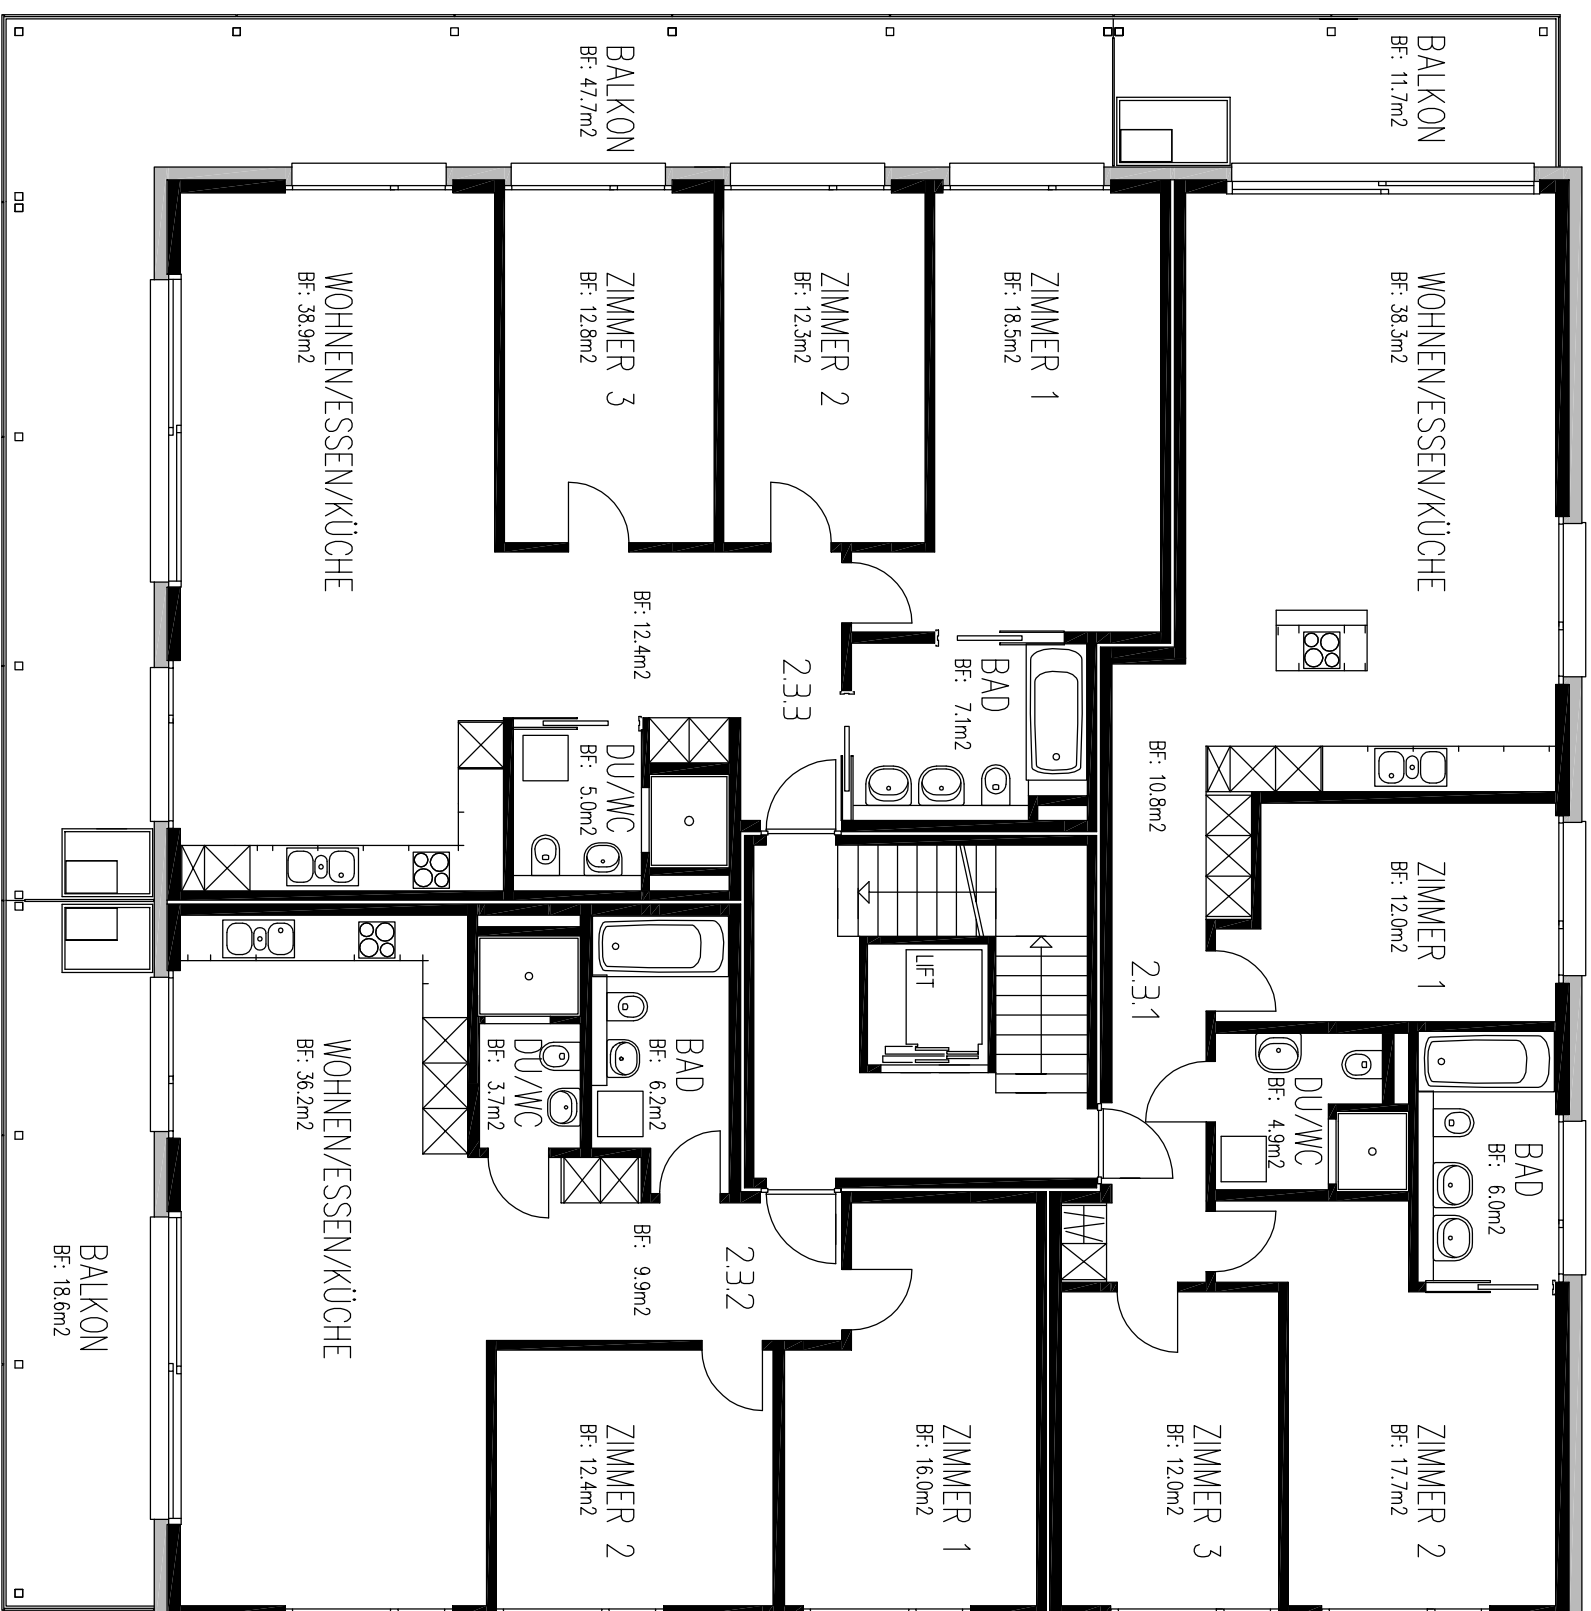 BALKON
BF: 47.7m2
BALKON
BF: 11.7m2
WOHNEN/ESSEN/KÜCHE
BF: 38.9m2
ZIMMER 3
BF: 12.8m2
ZIMMER 2
BF: 12.3m2
ZIMMER 1
BF: 18.5m2
WOHNEN/ESSEN/KÜCHE
BF: 38.3m2
BF: 12.4m2
2.3.3
BAD
BF: 7.1m2
DU/WC
BF: 5.0m2
BF: 10.8m2
ZIMMER 1
BF: 12.0m2
LIFT
2.3.1
WOHNEN/ESSEN/KÜCHE
BF: 36.2m2
DU/WC
BF: 3.7m2
BAD
BF: 6.2m2
DU/WC
BF: 4.9m2
BAD
BF: 6.0m2
BALKON
BF: 18.6m2
BF: 9.9m2
2.3.2
ZIMMER 2
BF: 12.4m2
ZIMMER 1
BF: 16.0m2
ZIMMER 3
BF: 12.0m2
ZIMMER 2
BF: 17.7m2